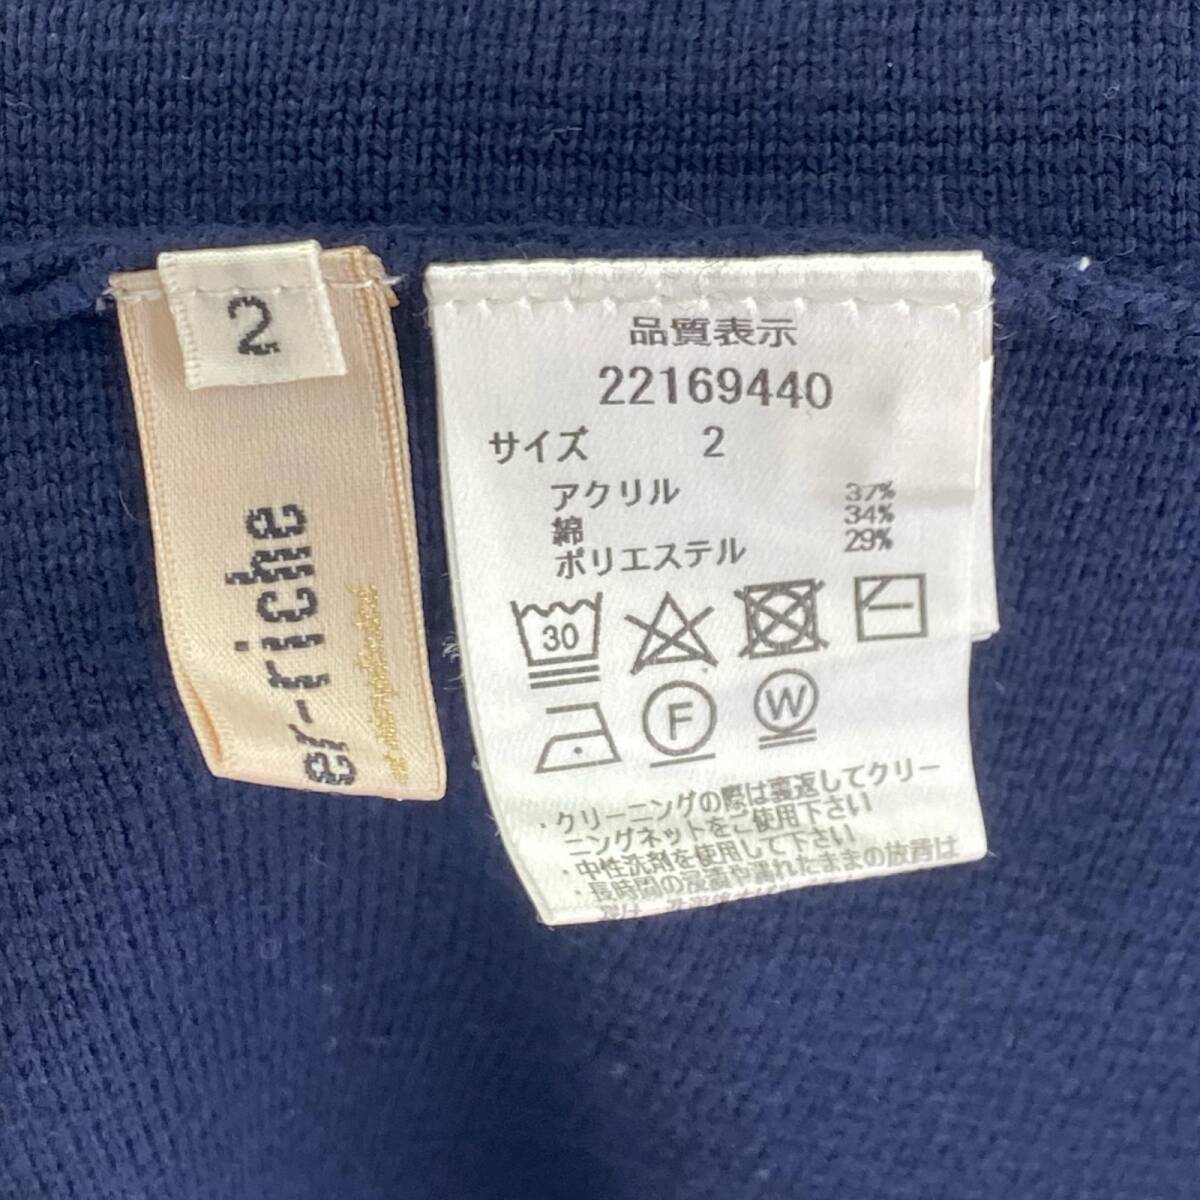 2
er-riche
品質表示
22169440
サイズ 2
アクリル 37%
綿 34%
ポリエステル 29%
30
F
W
・クリーニングの際は裏返してクリー
ニングネットをご使用下さい
・中性洗剤を使用して下さい
・長時間の浸漬や濡れたままの放置は